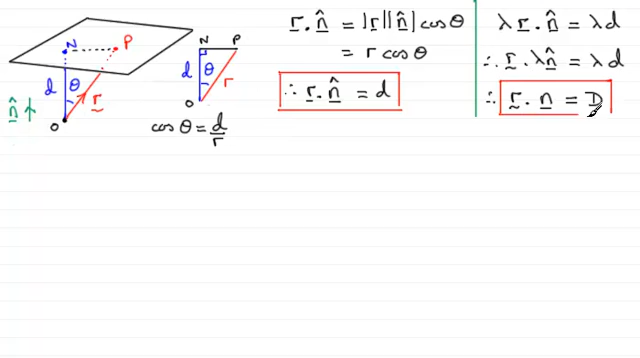 N P
d θ
n̂ r
O
N P
d θ r
O
cos θ = d/r
r . n̂ = |r||n̂| cos θ
= r cos θ
∴ r . n̂ = d
λ r . n̂ = λ d
∴ r . λ n̂ = λ d
∴ r . n = D